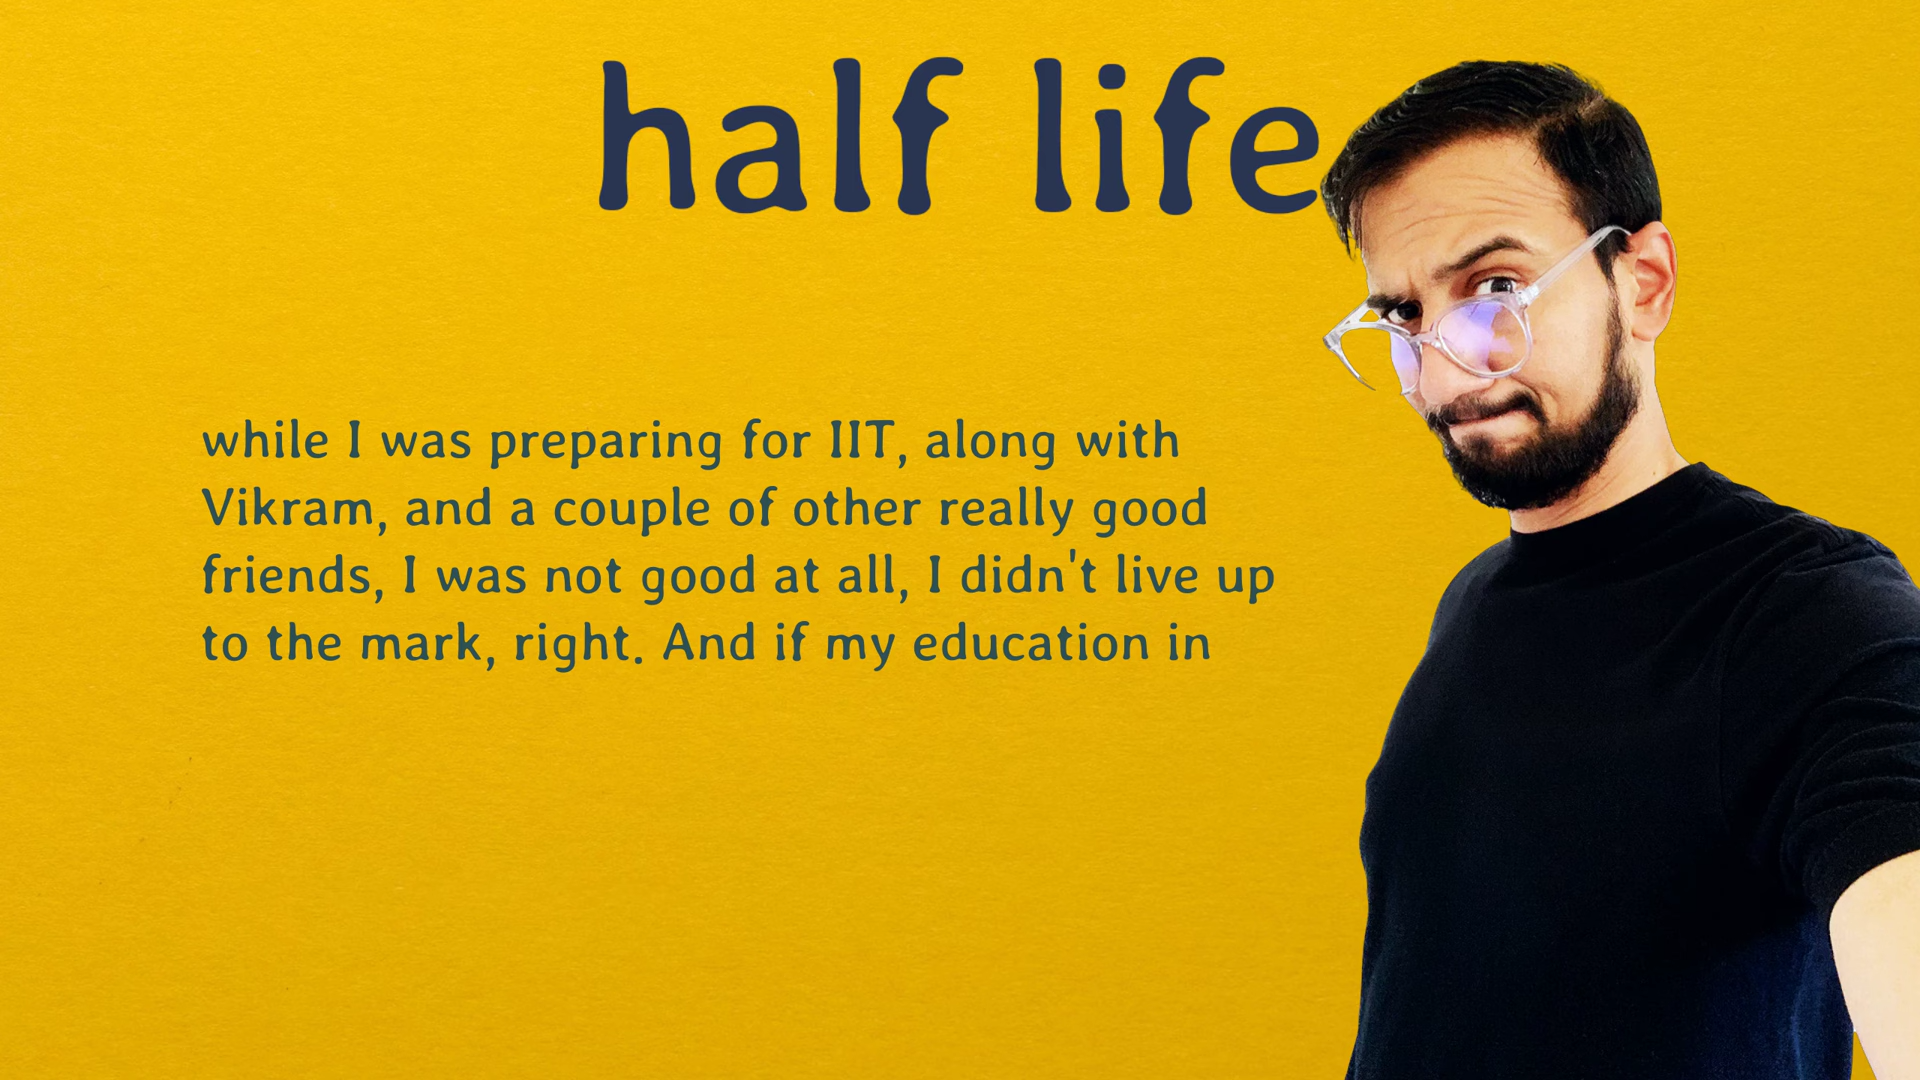 half life
while I was preparing for IIT, along with
Vikram, and a couple of other really good
friends, I was not good at all, I didn't live up
to the mark, right. And if my education in